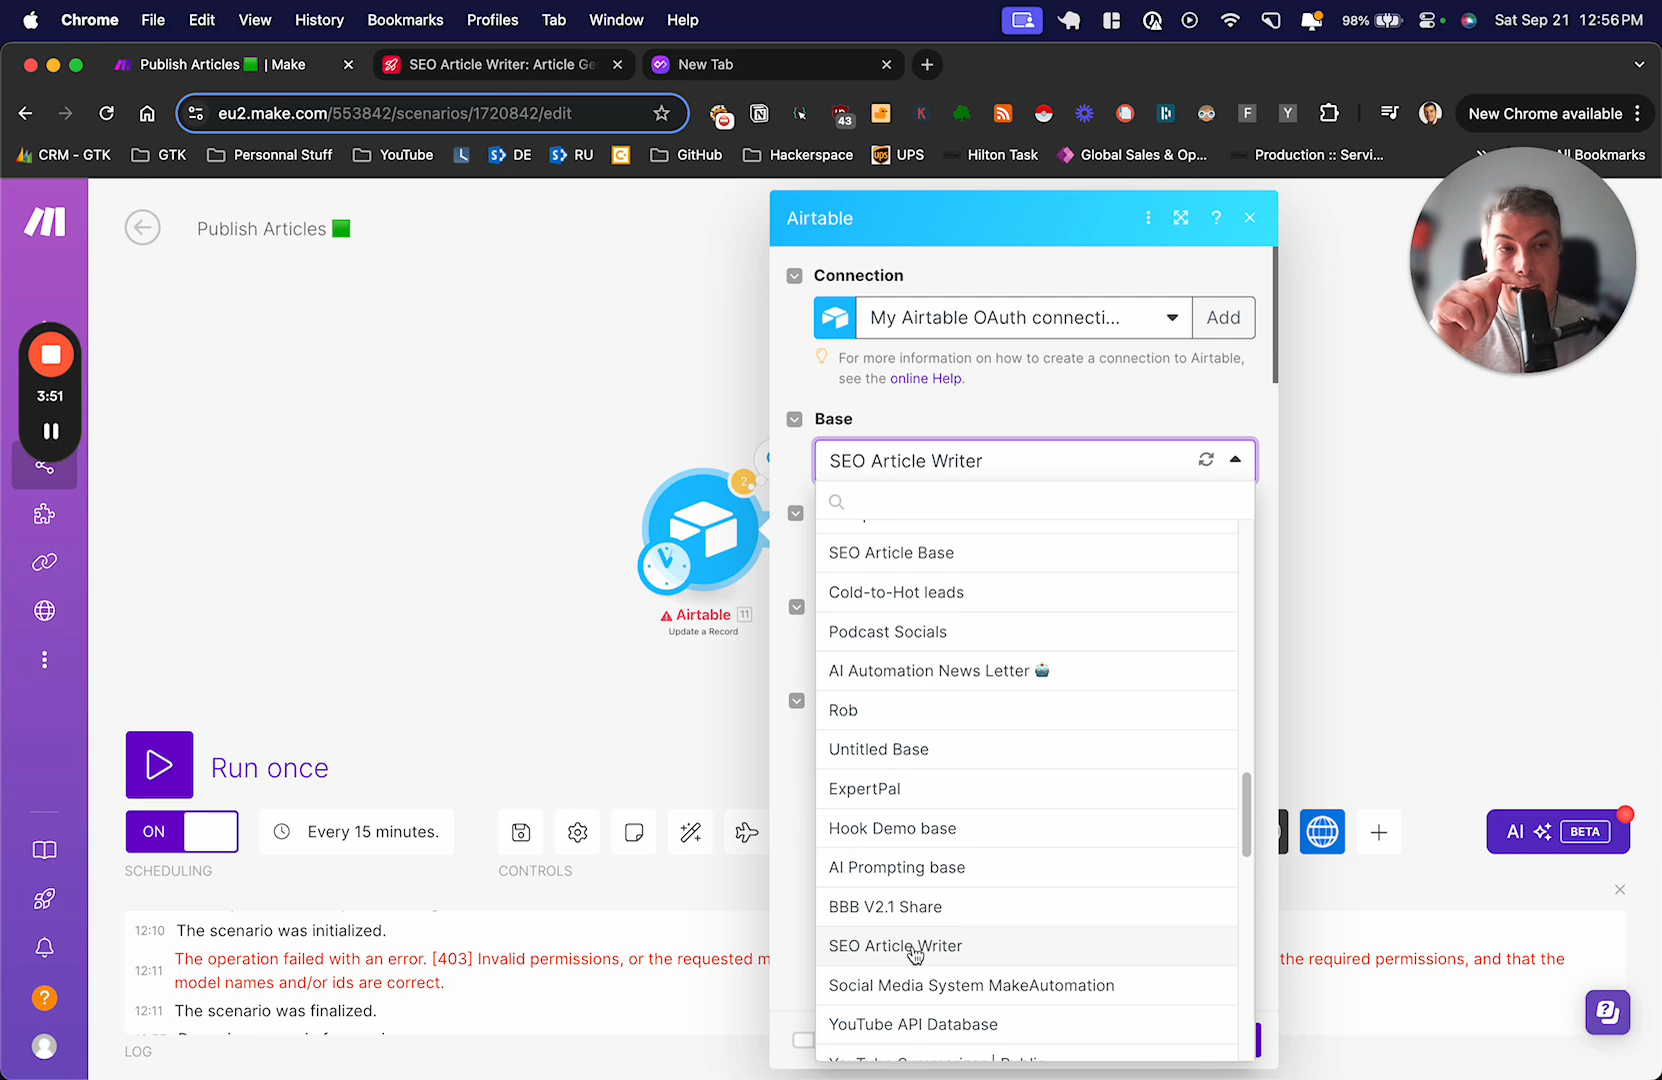 Chrome File Edit View History Bookmarks Profiles Tab Window Help 98% Sat Sep 21 12:56 PM
Publish Articles | Make SEO Article Writer: Article Ge New Tab
eu2.make.com/553842/scenarios/1720842/edit 43 K F Y New Chrome available
CRM - GTK GTK Personnal Stuff YouTube DE RU GitHub Hackerspace UPS Hilton Task Global Sales & Op... Production :: Servi... All Bookmarks
Publish Articles
Airtable
Connection
My Airtable OAuth connecti... Add
For more information on how to create a connection to Airtable,
see the online Help.
3:51
Base
SEO Article Writer
2
SEO Article Base
Cold-to-Hot leads
Podcast Socials
AI Automation News Letter
Rob
Untitled Base
ExpertPal
Hook Demo base
AI Prompting base
BBB V2.1 Share
SEO Article Writer
Social Media System MakeAutomation
YouTube API Database
Airtable 11
Update a Record
Run once
ON Every 15 minutes.
SCHEDULING CONTROLS
AI BETA
12:10 The scenario was initialized.
12:11 The operation failed with an error. [403] Invalid permissions, or the requested m the required permissions, and that the
model names and/or ids are correct.
12:11 The scenario was finalized.
LOG